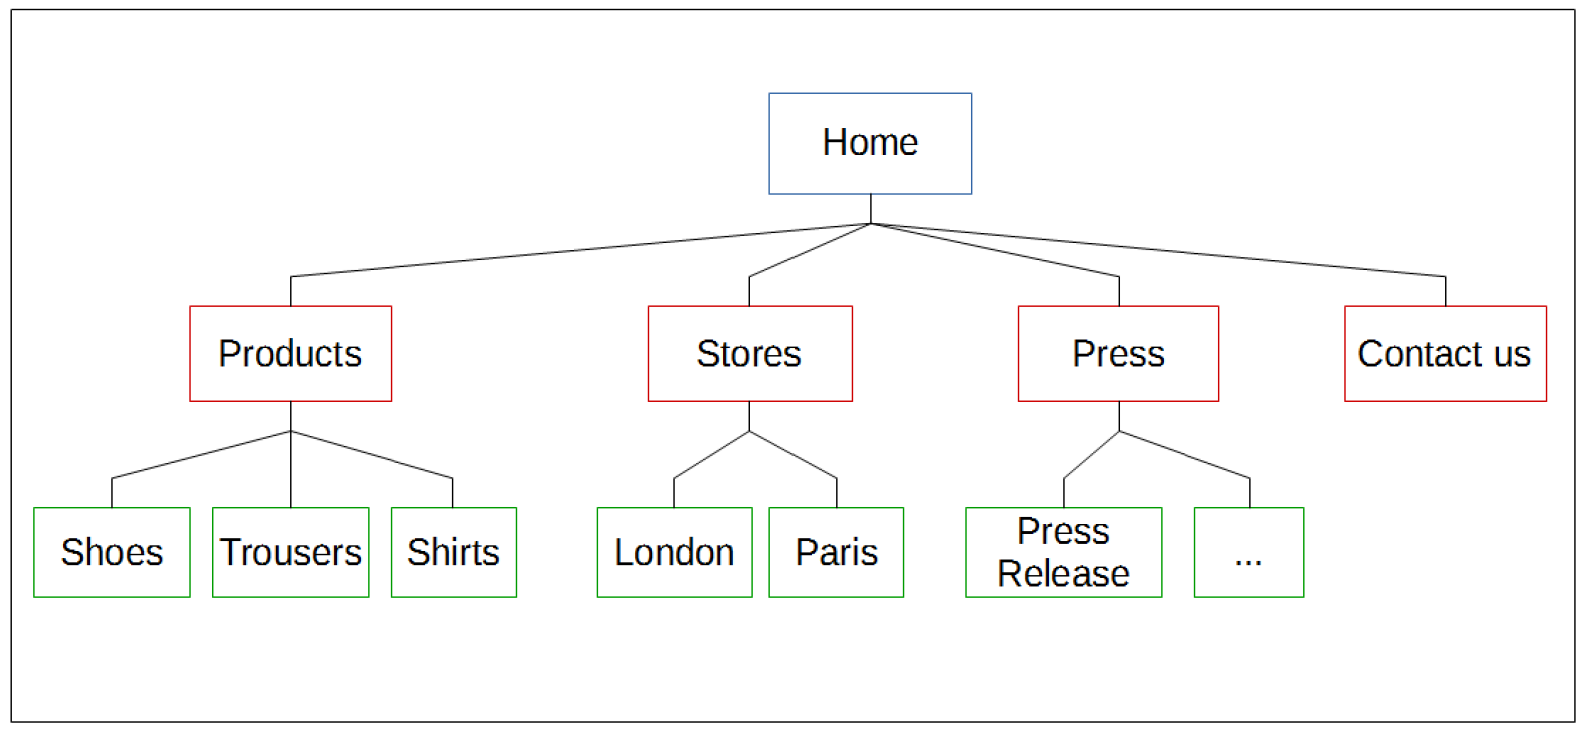 Home
Products
Stores
Press
Contact us
Shoes
Trousers
Shirts
London
Paris
Press
Release
...